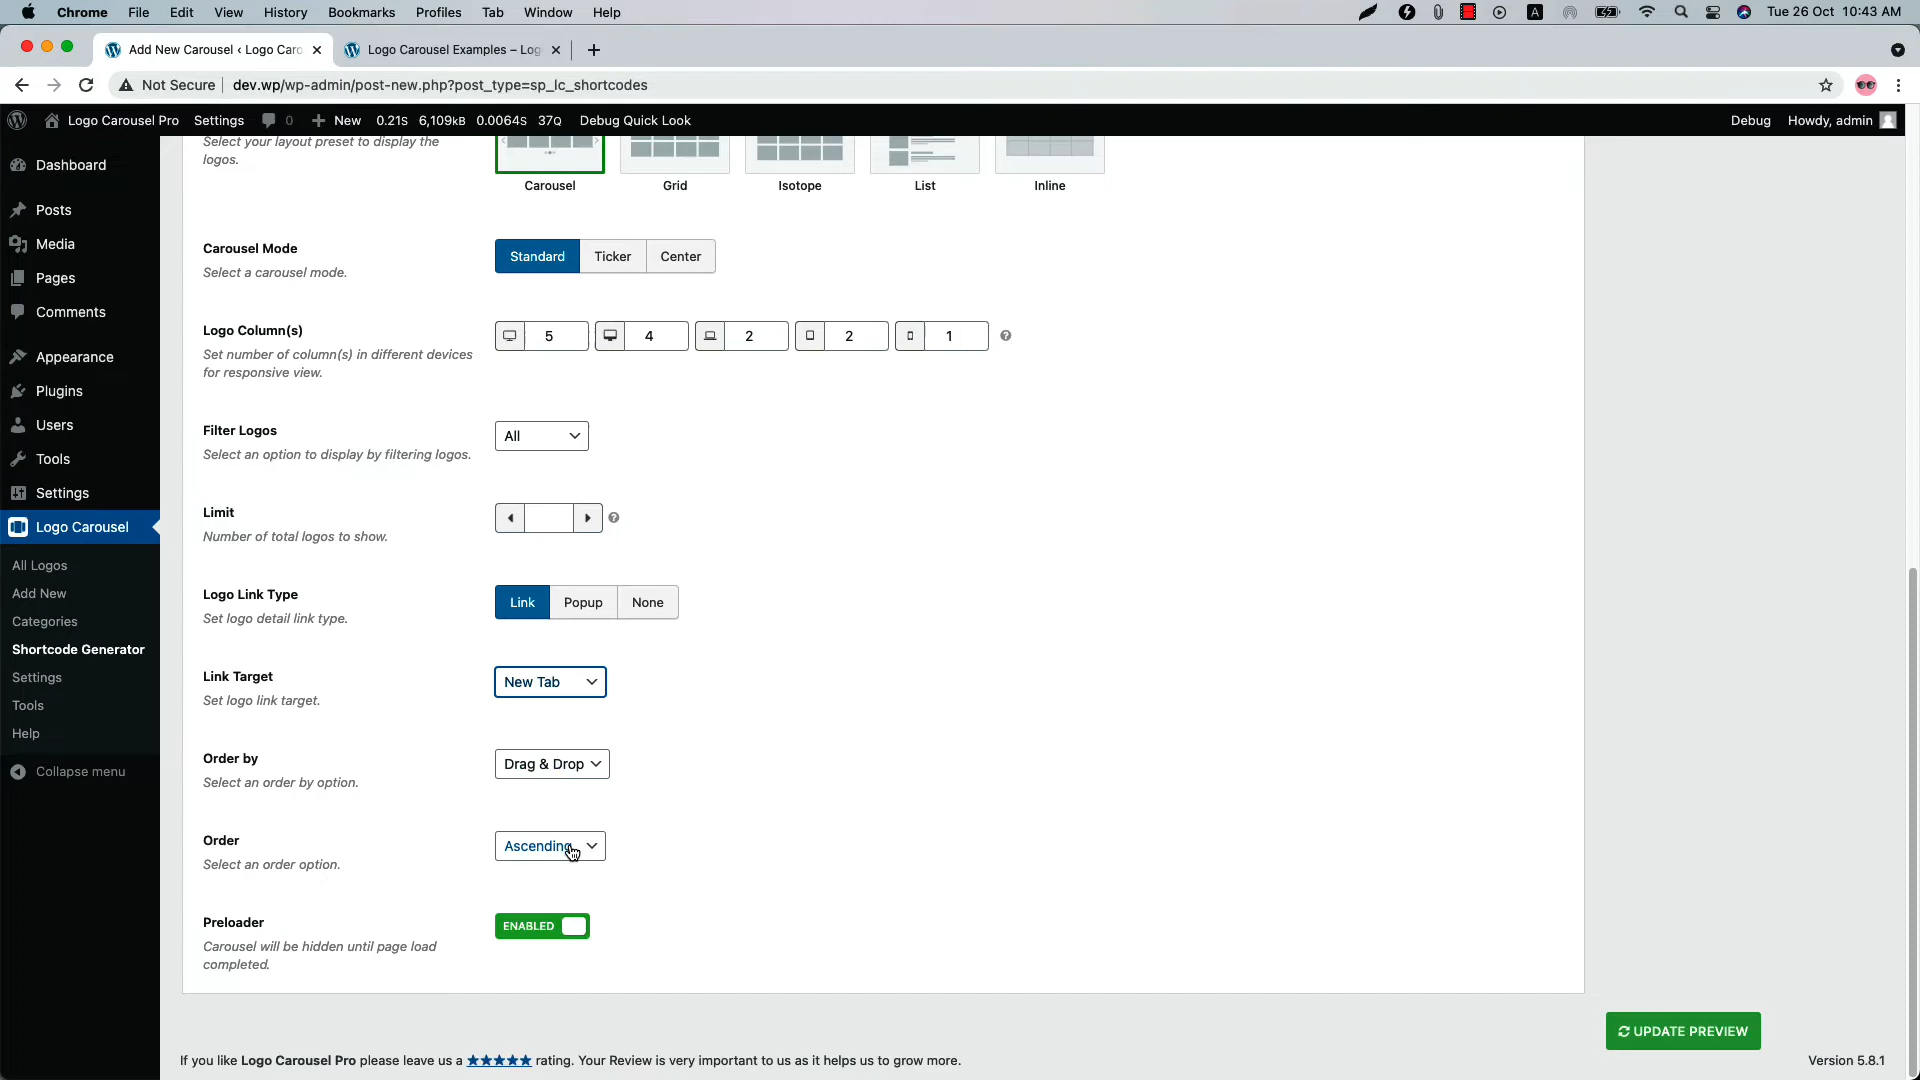 Chrome File Edit View History Bookmarks Profiles Tab Window Help A Tue 26 Oct 10:43 AM
Add New Carousel ‹ Logo Caro Logo Carousel Examples – Log
Not Secure dev.wp/wp-admin/post-new.php?post_type=sp_lc_shortcodes
Logo Carousel Pro Settings 0 New 0.21S 6,109KB 0.0064S 37Q Debug Quick Look Debug Howdy, admin
Select your layout preset to display the
logos.
Carousel Grid Isotope List Inline
Dashboard
Posts
Media
Pages
Comments
Appearance
Plugins
Users
Tools
Settings
Logo Carousel
All Logos
Add New
Categories
Shortcode Generator
Settings
Tools
Help
Collapse menu
Carousel Mode
Select a carousel mode.
Standard Ticker Center
Logo Column(s)
Set number of column(s) in different devices
for responsive view.
5 4 2 2 1
Filter Logos
Select an option to display by filtering logos.
All
Limit
Number of total logos to show.
Logo Link Type
Set logo detail link type.
Link Popup None
Link Target
Set logo link target.
New Tab
Order by
Select an order by option.
Drag & Drop
Order
Select an order option.
Ascending
Preloader
Carousel will be hidden until page load
completed.
ENABLED
UPDATE PREVIEW
If you like Logo Carousel Pro please leave us a ★★★★★ rating. Your Review is very important to us as it helps us to grow more.
Version 5.8.1